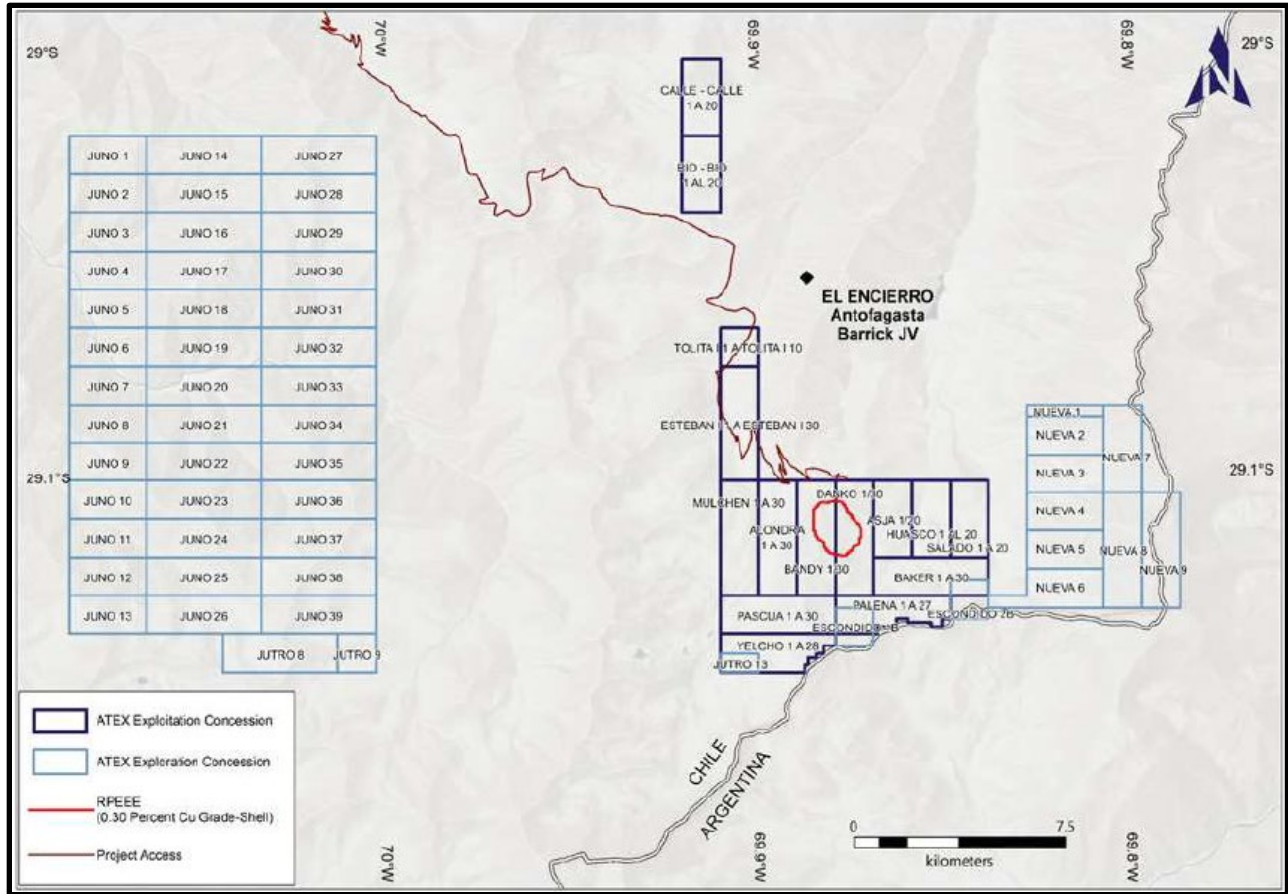 70°W
69.9°W
69.8°W
29°S
29°S
CALLE - CALLE
1 A 20
BIO - BIO
1 AL 20
JUNO 1
JUNO 14
JUNO 27
JUNO 2
JUNO 15
JUNO 28
JUNO 3
JUNO 16
JUNO 29
JUNO 4
JUNO 17
JUNO 30
JUNO 5
JUNO 18
JUNO 31
JUNO 6
JUNO 19
JUNO 32
JUNO 7
JUNO 20
JUNO 33
JUNO 8
JUNO 21
JUNO 34
JUNO 9
JUNO 22
JUNO 35
JUNO 10
JUNO 23
JUNO 36
JUNO 11
JUNO 24
JUNO 37
JUNO 12
JUNO 25
JUNO 38
JUNO 13
JUNO 26
JUNO 39
JUTRO 8
JUTRO 9
EL ENCIERRO
Antofagasta
Barrick JV
TOLITA I 1 A TOLITA I 10
ESTEBAN I 1 A ESTEBAN I 30
29.1°S
29.1°S
MULCHEN 1 A 30
ALONDRA
1 A 30
DANKO 1/30
ASJA 1/20
HUASCO 1 AL 20
SALADO 1 A 20
BANDY 1/30
BAKER 1 A 30
PASCUA 1 A 30
PALENA 1 A 27
ESCONDIDO
ESCONDIDO 2B
YELCHO 1 A 28
JUTRO 13
NUEVA 1
NUEVA 2
NUEVA 3
NUEVA 4
NUEVA 5
NUEVA 6
NUEVA 7
NUEVA 8
NUEVA 9
CHILE
ARGENTINA
ATEX Exploitation Concession
ATEX Exploration Concession
RPEEE
(0.30 Percent Cu Grade-Shell)
Project Access
0
7.5
kilometers
70°W
69.9°W
69.8°W
N